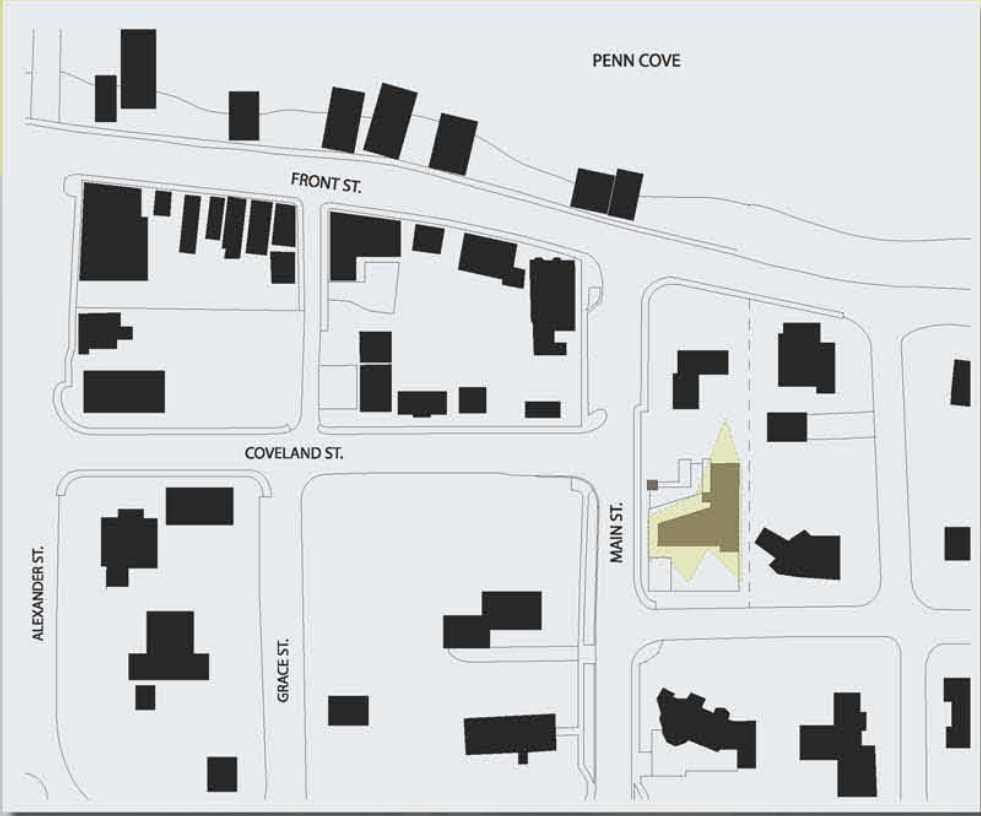 PENN COVE
FRONT ST.
COVELAND ST.
MAIN ST.
ALEXANDER ST.
GRACE ST.